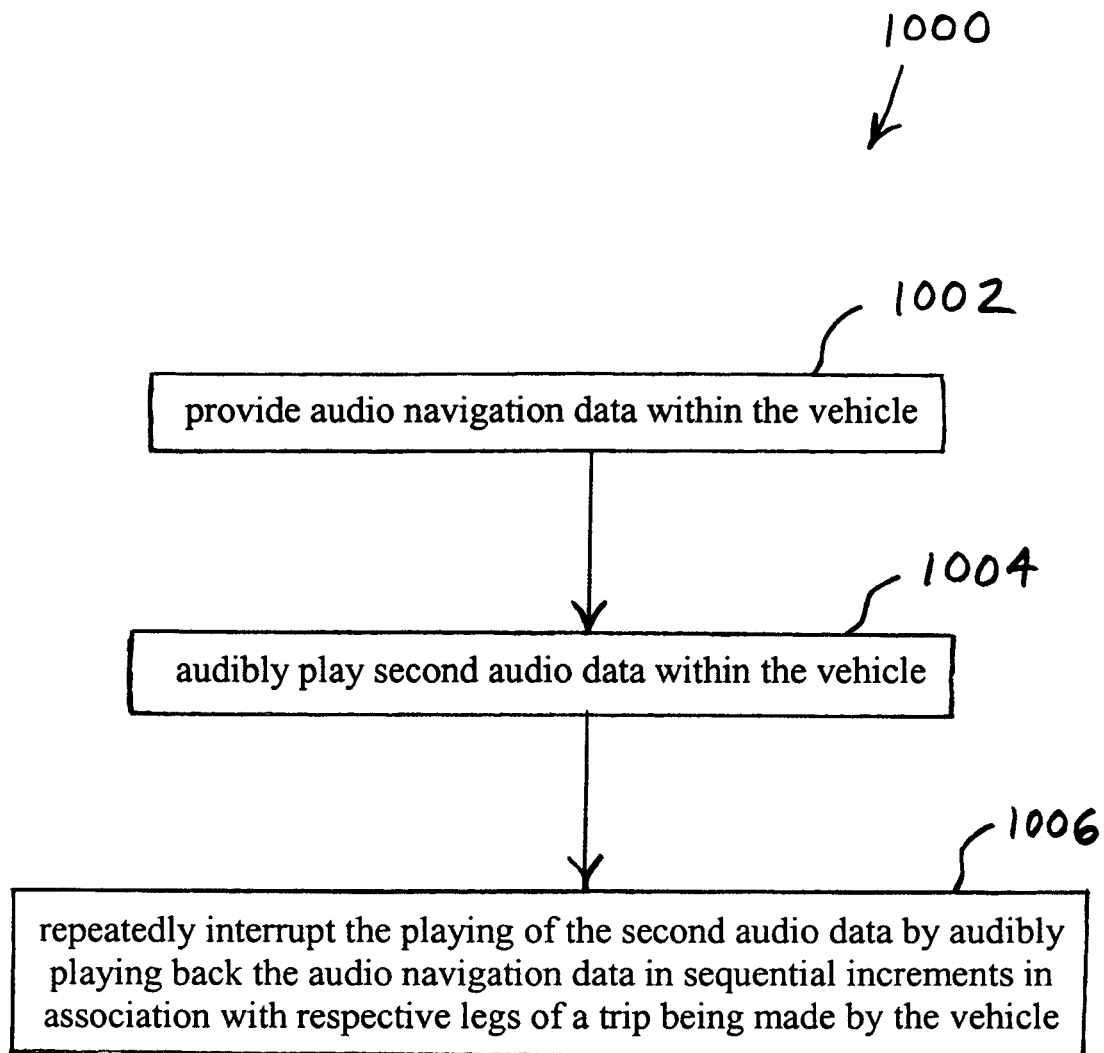 1000
1002
provide audio navigation data within the vehicle
1004
audibly play second audio data within the vehicle
1006
repeatedly interrupt the playing of the second audio data by audibly
playing back the audio navigation data in sequential increments in
association with respective legs of a trip being made by the vehicle